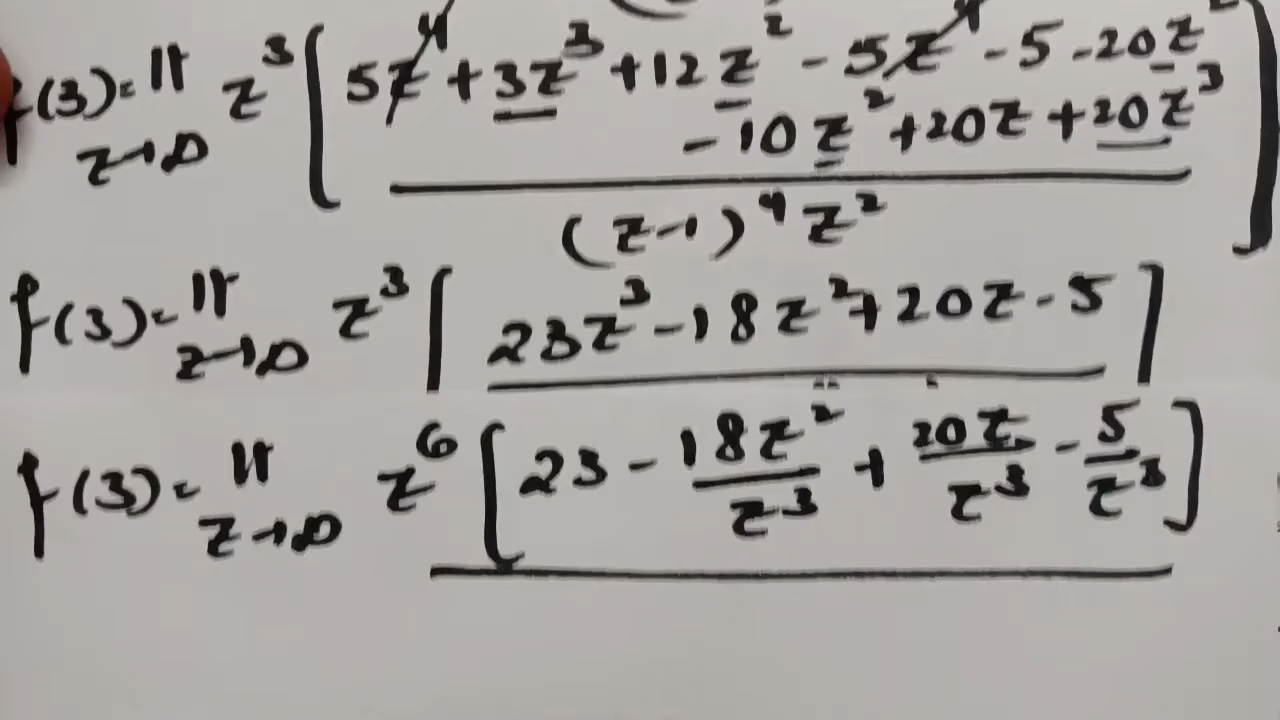 f(3) = lt z→∞ z³ [ 5z⁴ + 3z³ + 12z² - 5z⁴ - 5 - 20z²
- 10z² + 20z + 20z³ ]
(z-1)⁴ z²
f(3) = lt z→∞ z³ [ 23z³ - 18z² + 20z - 5 ]
f(3) = lt z→∞ z⁶ [ 23 - 18z²/z³ + 20z/z³ - 5/z³ ]